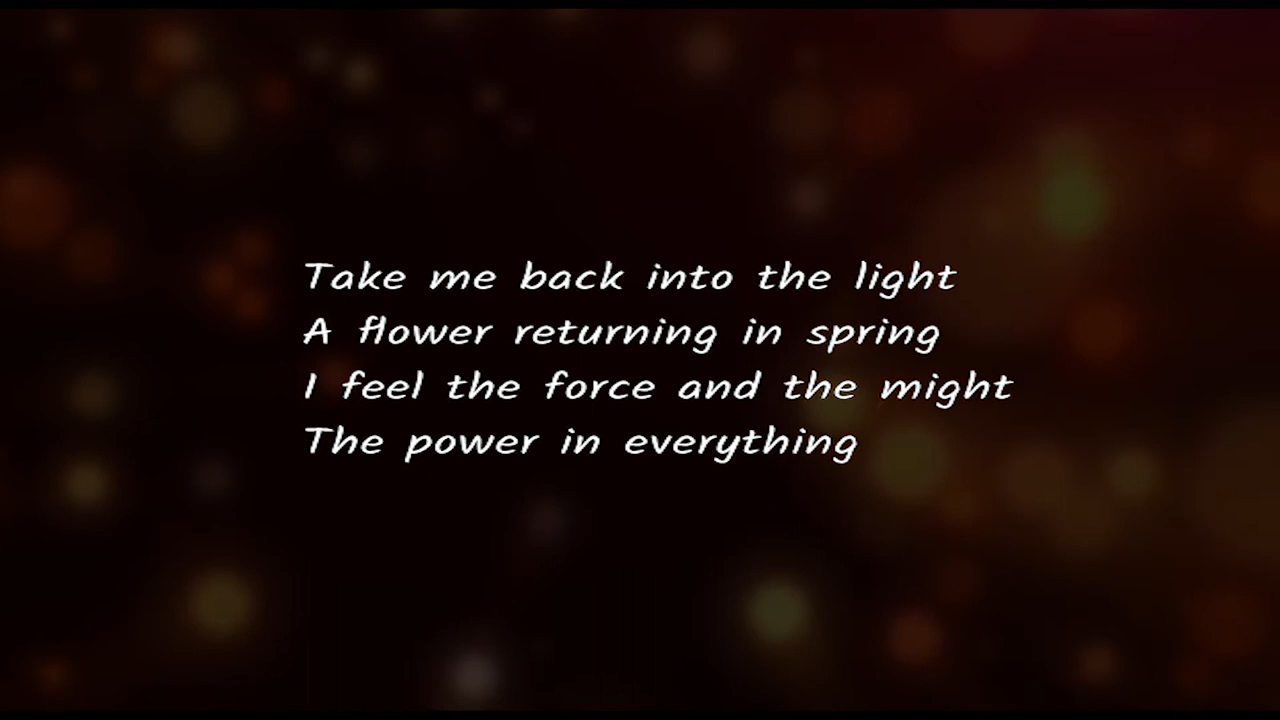 Take me back into the light
A flower returning in spring
I feel the force and the might
The power in everything